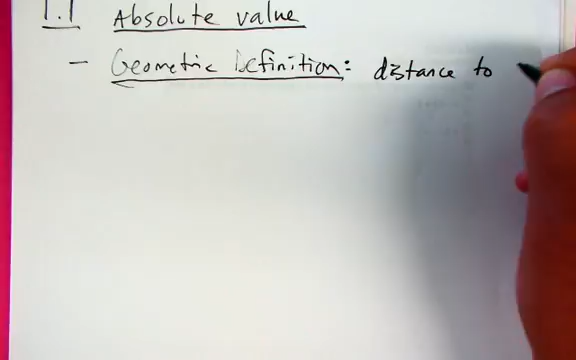 1.1 Absolute value
- Geometric Definition: distance to